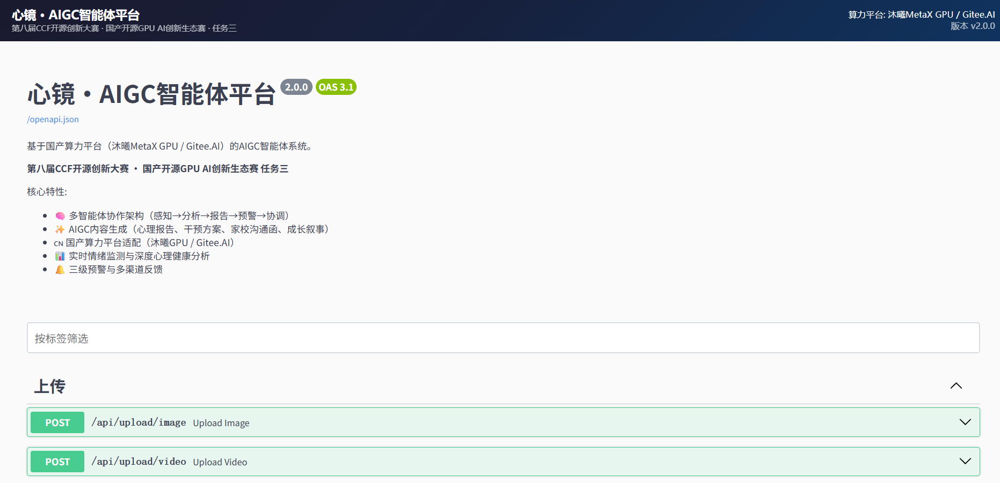 心镜·AIGC智能体平台
第八届CCF开源创新大赛 · 国产开源GPU AI创新生态赛 · 任务三
算力平台: 沐曦MetaX GPU / Gitee.AI
版本 v2.0.0
心镜·AIGC智能体平台 2.0.0 OAS 3.1
/openapi.json
基于国产算力平台（沐曦MetaX GPU / Gitee.AI）的AIGC智能体系统。
第八届CCF开源创新大赛 · 国产开源GPU AI创新生态赛 任务三
核心特性:
🧠 多智能体协作架构（感知→分析→报告→预警→协调）
✨ AIGC内容生成（心理报告、干预方案、家校沟通函、成长叙事）
CN 国产算力平台适配（沐曦GPU / Gitee.AI）
📊 实时情绪监测与深度心理健康分析
🔔 三级预警与多渠道反馈
按标签筛选
上传
POST /api/upload/image Upload Image
POST /api/upload/video Upload Video